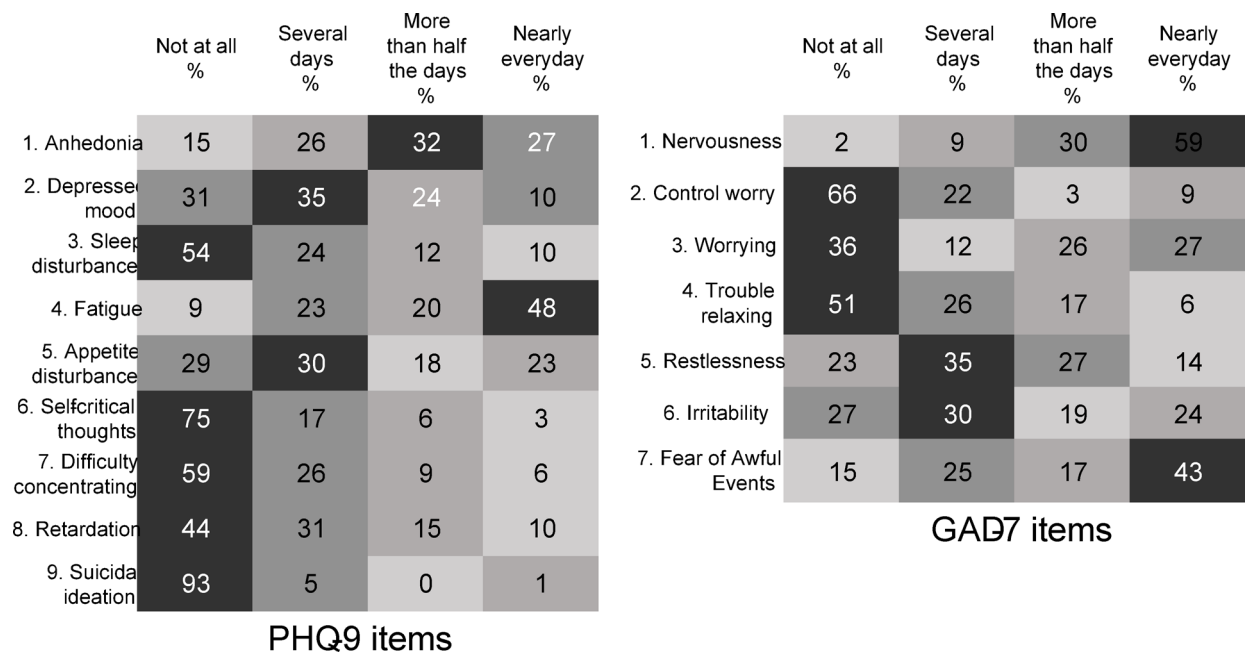 Not at all
%
Several
days
%
More
than half
the days
%
Nearly
everyday
%
1. Anhedonia 15 26 32 27
2. Depressed
mood 31 35 24 10
3. Sleep
disturbance 54 24 12 10
4. Fatigue 9 23 20 48
5. Appetite
disturbance 29 30 18 23
6. Self-critical
thoughts 75 17 6 3
7. Difficulty
concentrating 59 26 9 6
8. Retardation 44 31 15 10
9. Suicida
ideation 93 5 0 1
PHQ-9 items
Not at all
%
Several
days
%
More
than half
the days
%
Nearly
everyday
%
1. Nervousness 2 9 30 59
2. Control worry 66 22 3 9
3. Worrying 36 12 26 27
4. Trouble
relaxing 51 26 17 6
5. Restlessness 23 35 27 14
6. Irritability 27 30 19 24
7. Fear of Awful
Events 15 25 17 43
GAD-7 items